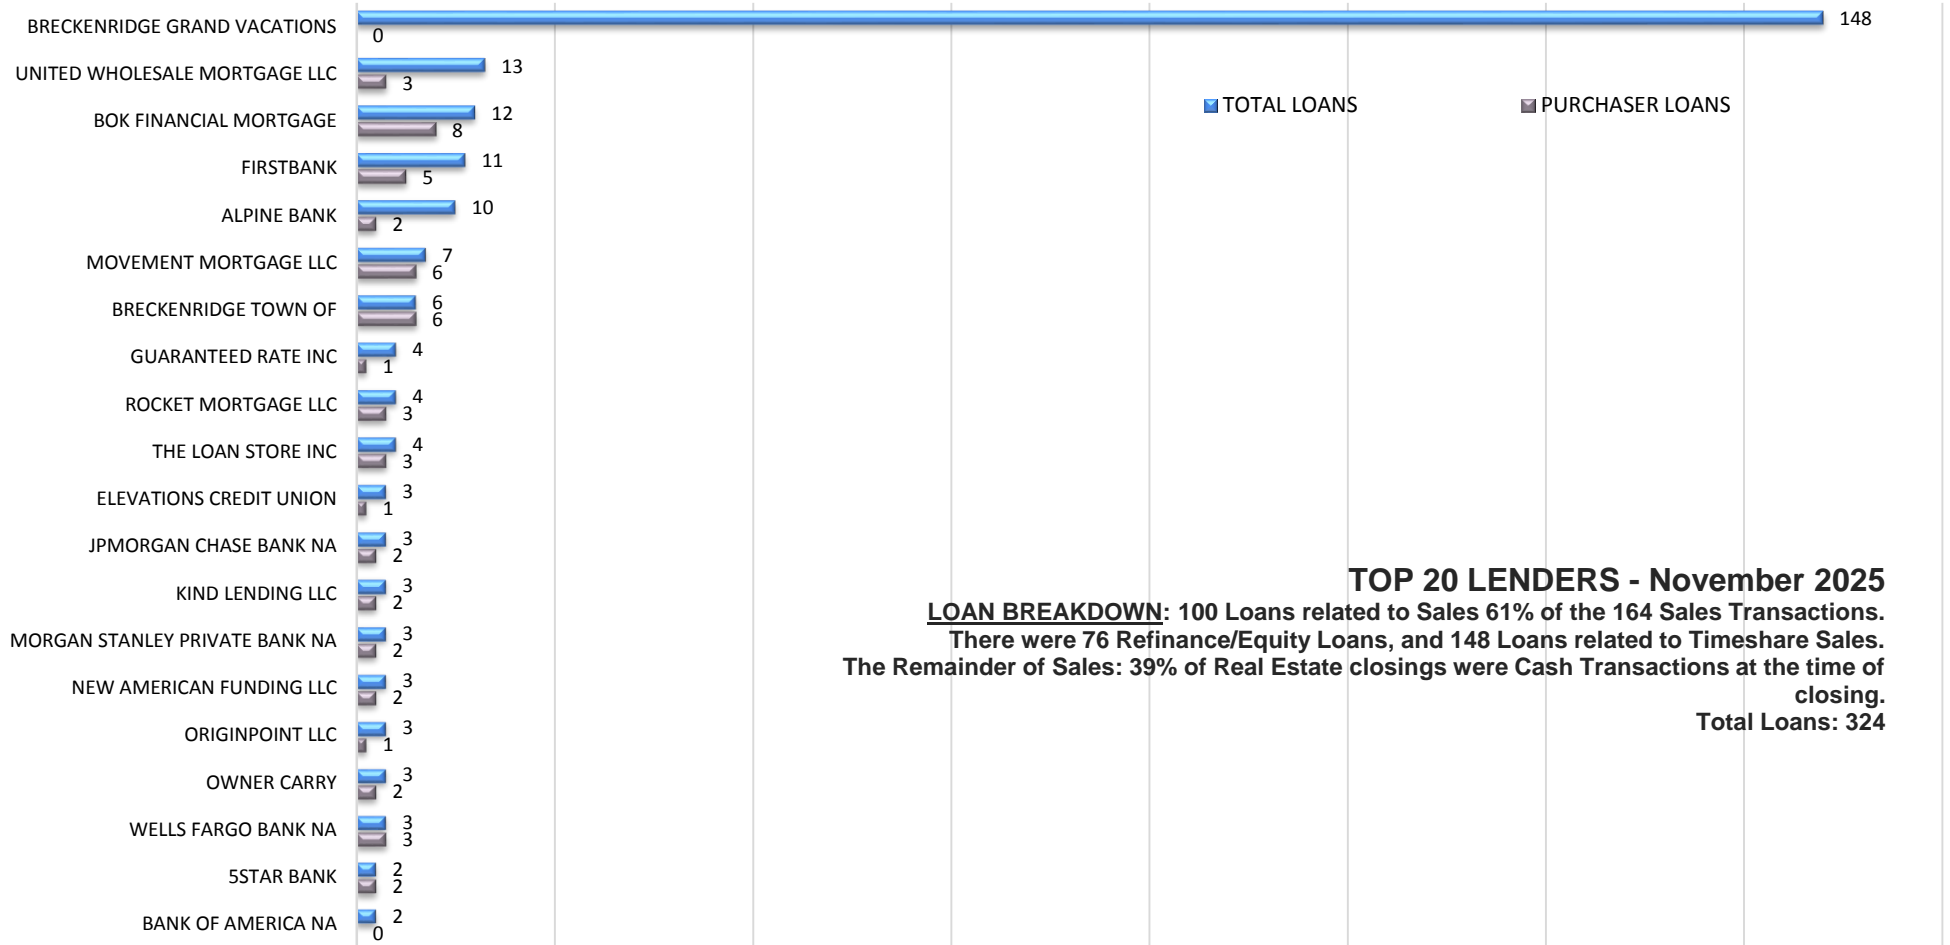 BRECKENRIDGE GRAND VACATIONS
148
0
UNITED WHOLESALE MORTGAGE LLC
13
3
TOTAL LOANS
PURCHASER LOANS
BOK FINANCIAL MORTGAGE
12
8
FIRSTBANK
11
5
ALPINE BANK
10
2
MOVEMENT MORTGAGE LLC
7
6
BRECKENRIDGE TOWN OF
6
6
GUARANTEED RATE INC
4
1
ROCKET MORTGAGE LLC
4
3
THE LOAN STORE INC
4
3
ELEVATIONS CREDIT UNION
3
1
JPMORGAN CHASE BANK NA
3
2
KIND LENDING LLC
3
2
MORGAN STANLEY PRIVATE BANK NA
3
2
NEW AMERICAN FUNDING LLC
3
2
ORIGINPOINT LLC
3
1
OWNER CARRY
3
2
WELLS FARGO BANK NA
3
3
5STAR BANK
2
2
BANK OF AMERICA NA
2
0
TOP 20 LENDERS - November 2025
LOAN BREAKDOWN: 100 Loans related to Sales 61% of the 164 Sales Transactions.
There were 76 Refinance/Equity Loans, and 148 Loans related to Timeshare Sales.
The Remainder of Sales: 39% of Real Estate closings were Cash Transactions at the time of
closing.
Total Loans: 324